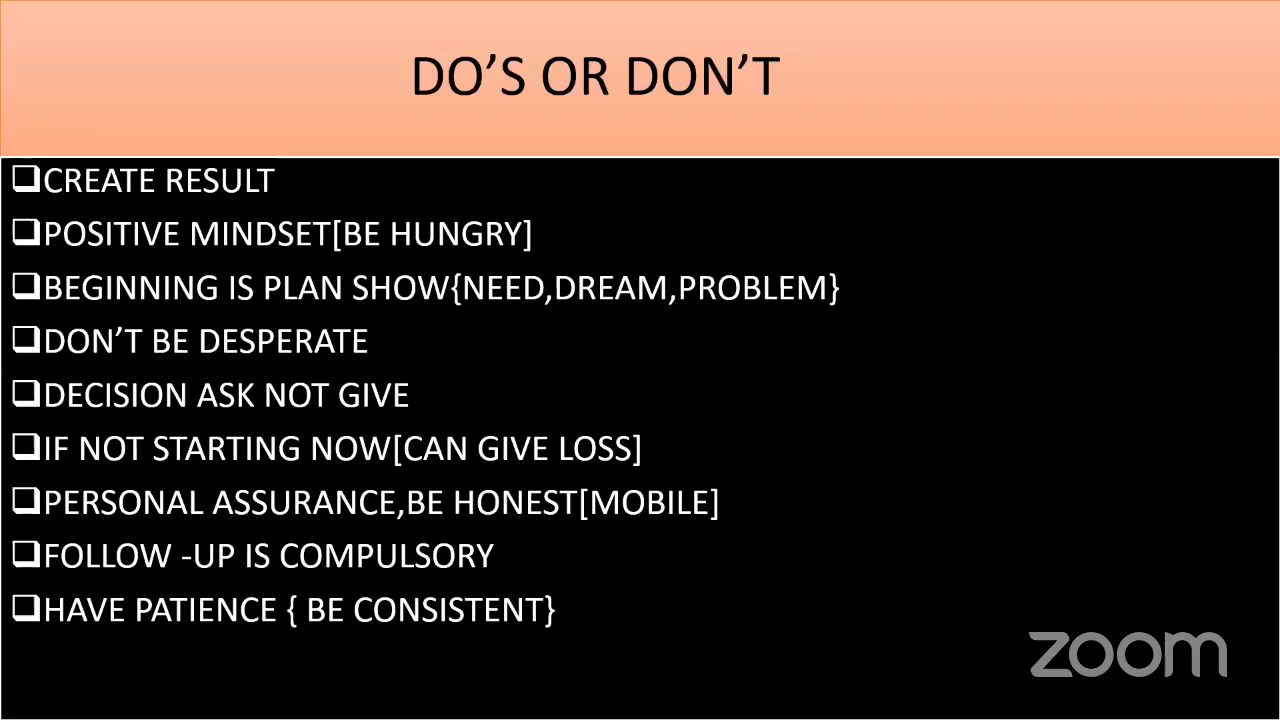 DO’S OR DON’T
CREATE RESULT
POSITIVE MINDSET[BE HUNGRY]
BEGINNING IS PLAN SHOW{NEED,DREAM,PROBLEM}
DON’T BE DESPERATE
DECISION ASK NOT GIVE
IF NOT STARTING NOW[CAN GIVE LOSS]
PERSONAL ASSURANCE,BE HONEST[MOBILE]
FOLLOW -UP IS COMPULSORY
HAVE PATIENCE { BE CONSISTENT}
zoom